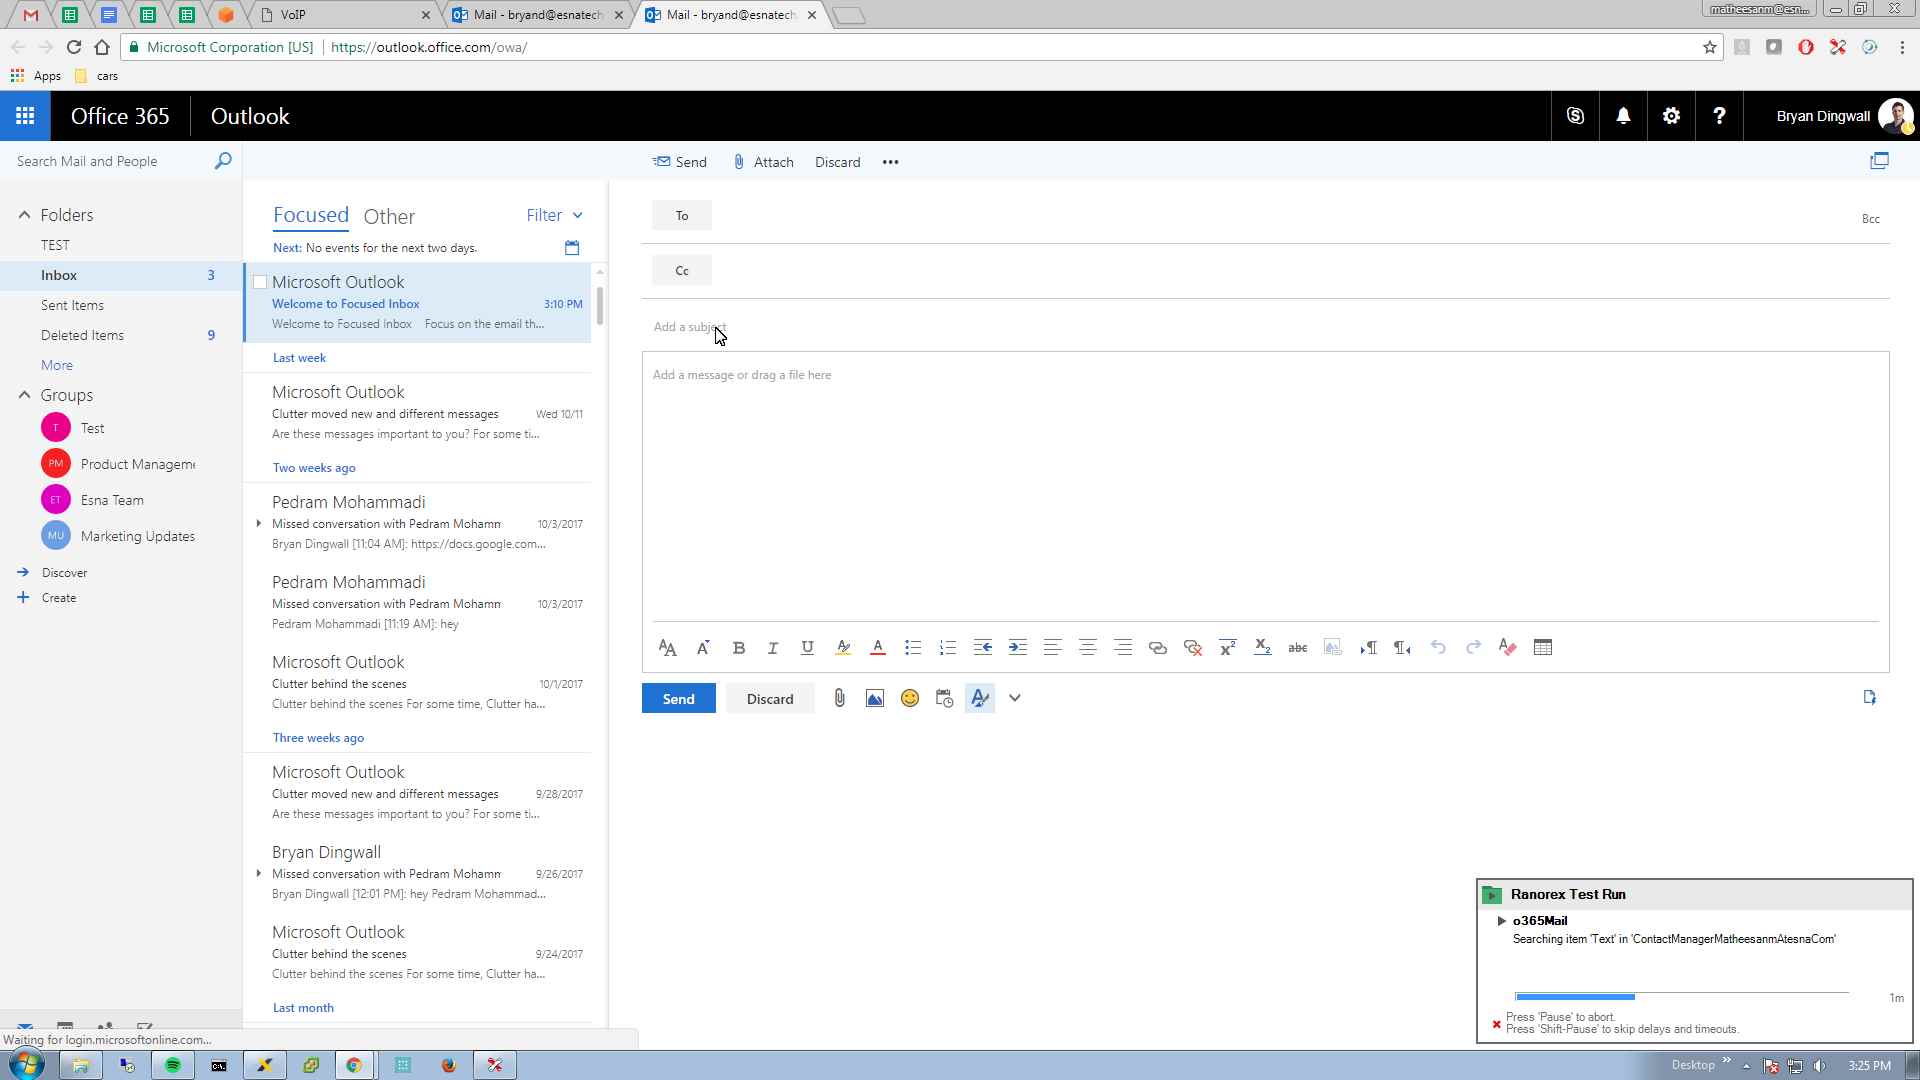 VoIP
Mail - bryand@esnatech
Mail - bryand@esnatech
matheesanm@esn...
Microsoft Corporation [US]
https://outlook.office.com/owa/
Apps
cars
Office 365
Outlook
Bryan Dingwall
Search Mail and People
Send
Attach
Discard
Folders
TEST
Inbox 3
Sent Items
Deleted Items 9
More
Groups
T Test
PM Product Managem
ET Esna Team
MU Marketing Updates
Discover
Create
Focused
Other
Filter
Next: No events for the next two days.
Microsoft Outlook
Welcome to Focused Inbox 3:10 PM
Welcome to Focused Inbox Focus on the email th...
Last week
Microsoft Outlook
Clutter moved new and different messages Wed 10/11
Are these messages important to you? For some ti...
Two weeks ago
Pedram Mohammadi
Missed conversation with Pedram Mohamm 10/3/2017
Bryan Dingwall [11:04 AM]: https://docs.google.com...
Pedram Mohammadi
Missed conversation with Pedram Mohamm 10/3/2017
Pedram Mohammadi [11:19 AM]: hey
Microsoft Outlook
Clutter behind the scenes 10/1/2017
Clutter behind the scenes For some time, Clutter ha...
Three weeks ago
Microsoft Outlook
Clutter moved new and different messages 9/28/2017
Are these messages important to you? For some ti...
Bryan Dingwall
Missed conversation with Pedram Mohamm 9/26/2017
Bryan Dingwall [12:01 PM]: hey Pedram Mohammad...
Microsoft Outlook
Clutter behind the scenes 9/24/2017
Clutter behind the scenes For some time, Clutter ha...
Last month
To
Bcc
Cc
Add a subject
Add a message or drag a file here
abc
Send
Discard
Ranorex Test Run
o365Mail
Searching item 'Text' in 'ContactManagerMatheesanmAtesnaCom'
1m
Press 'Pause' to abort.
Press 'Shift-Pause' to skip delays and timeouts.
Waiting for login.microsoftonline.com...
Desktop
3:25 PM